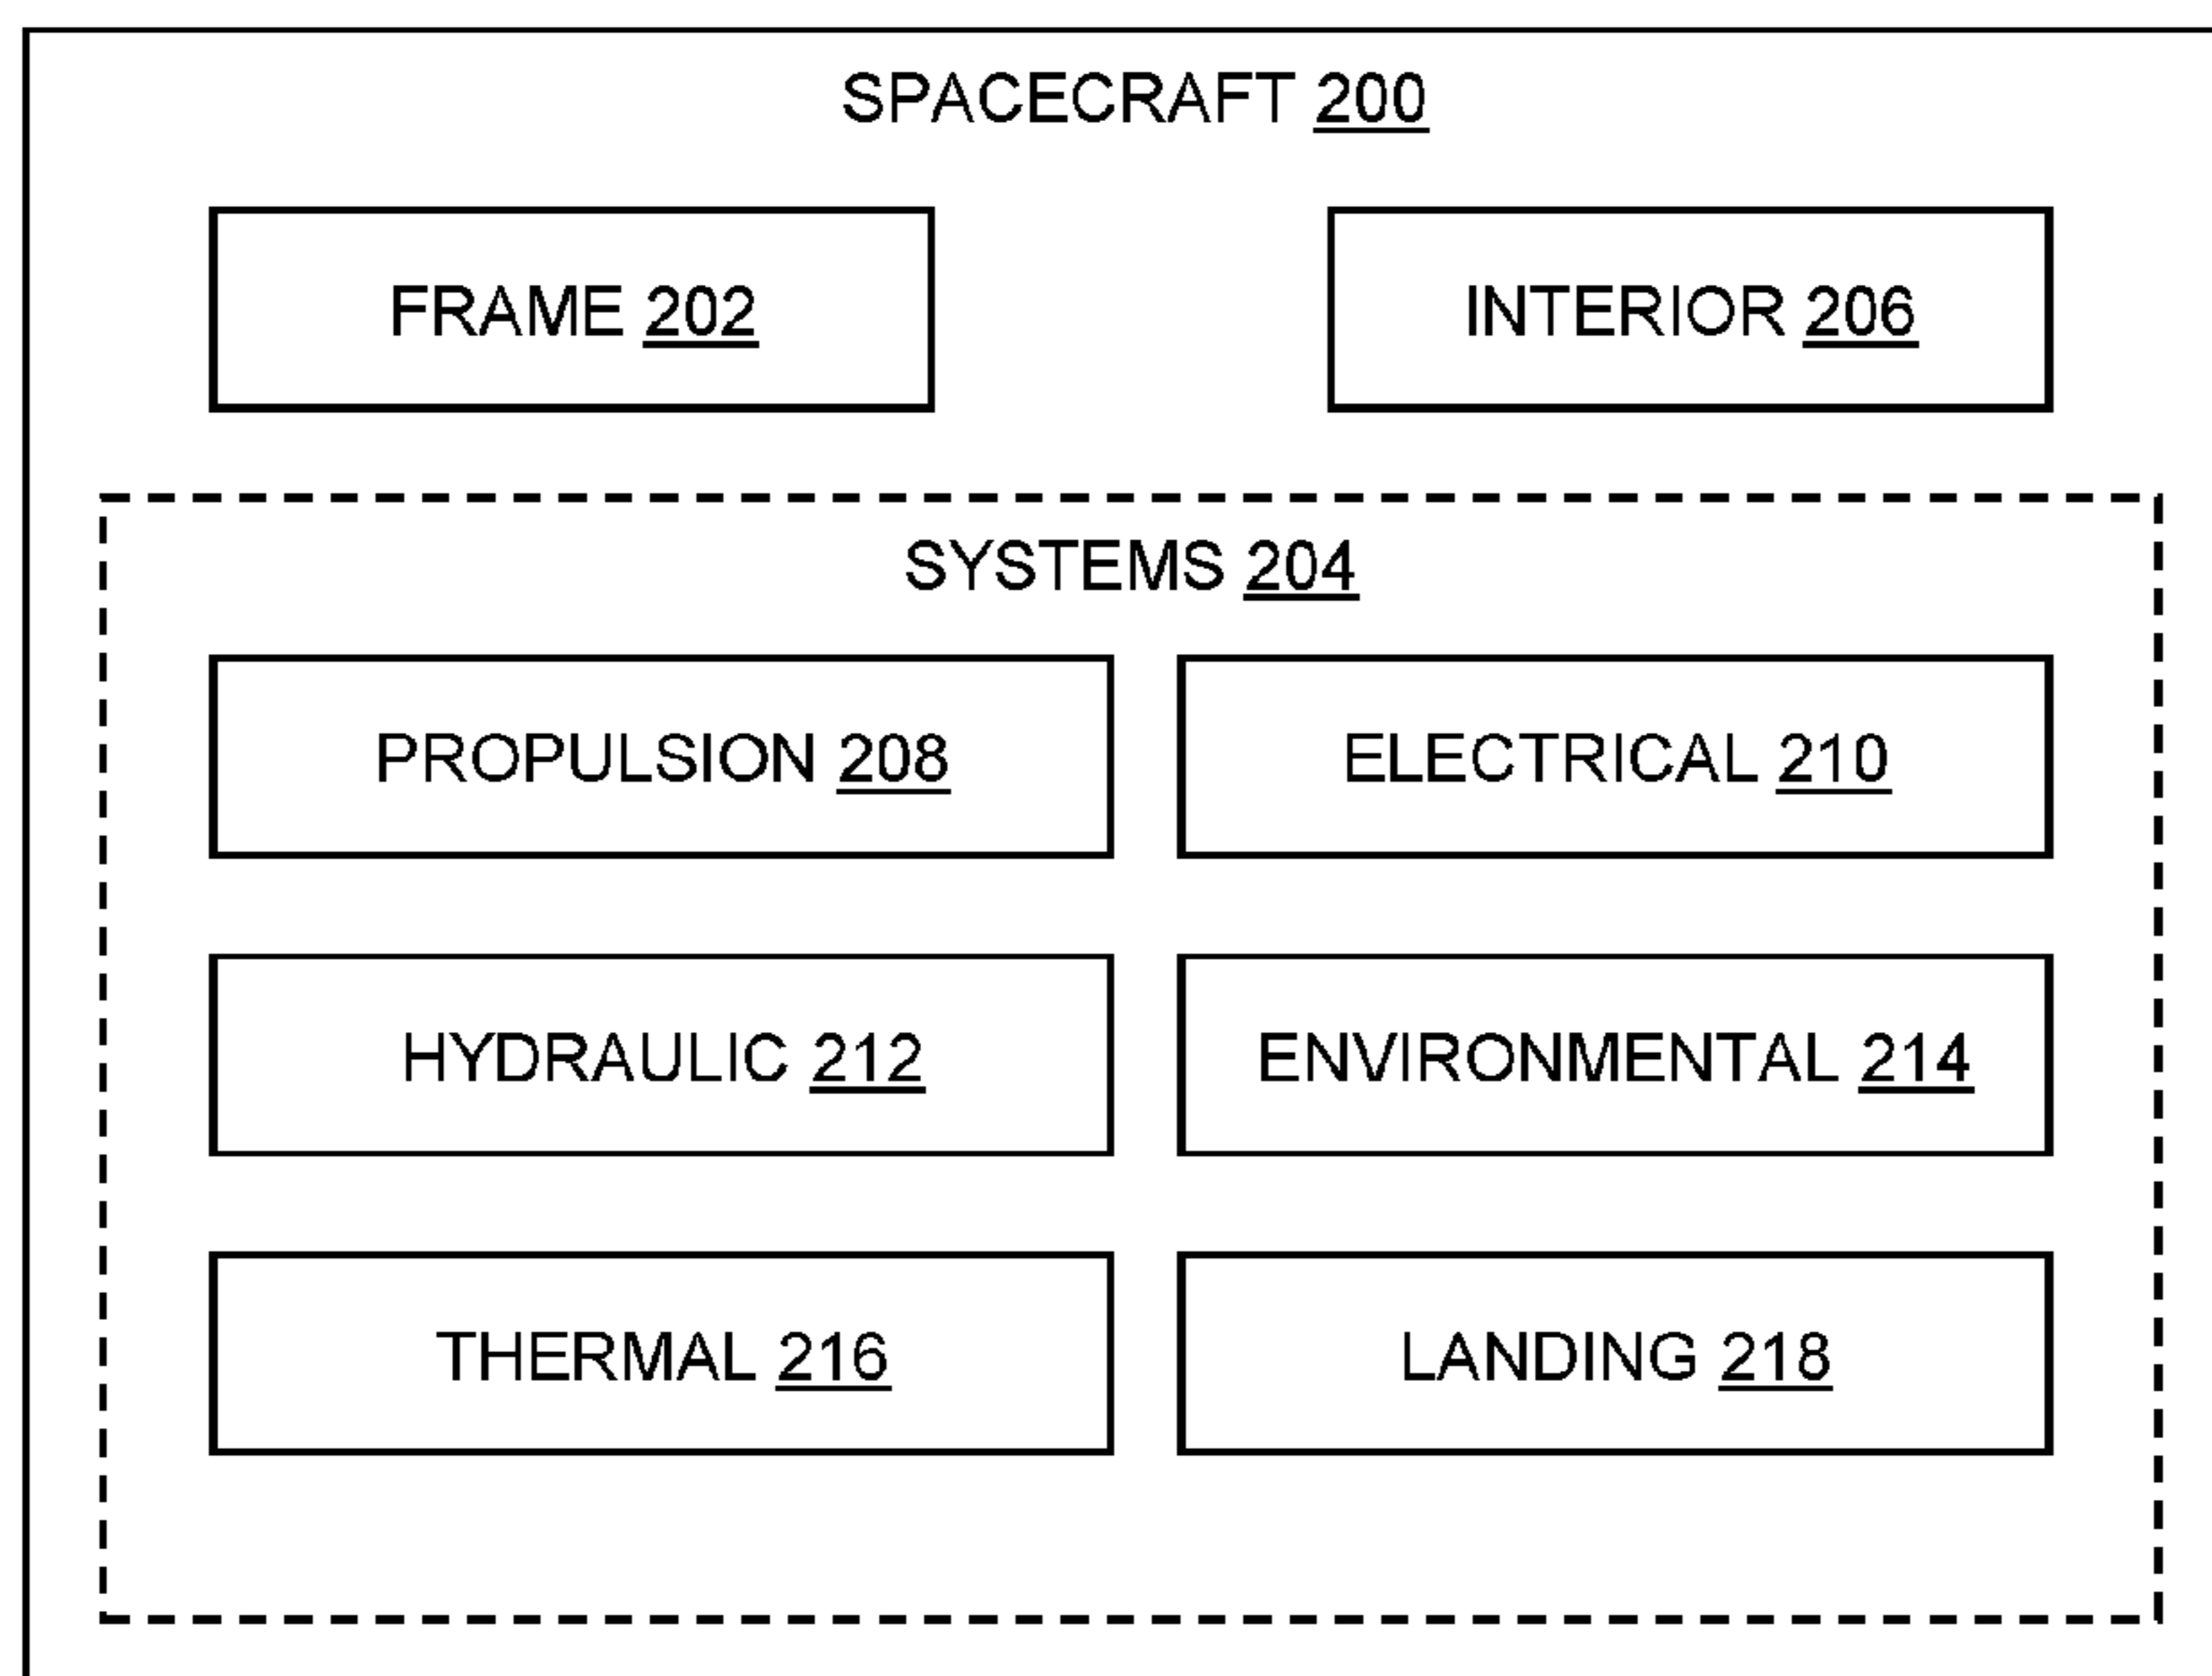 SPACECRAFT 200
FRAME 202
INTERIOR 206
SYSTEMS 204
PROPULSION 208
ELECTRICAL 210
HYDRAULIC 212
ENVIRONMENTAL 214
THERMAL 216
LANDING 218